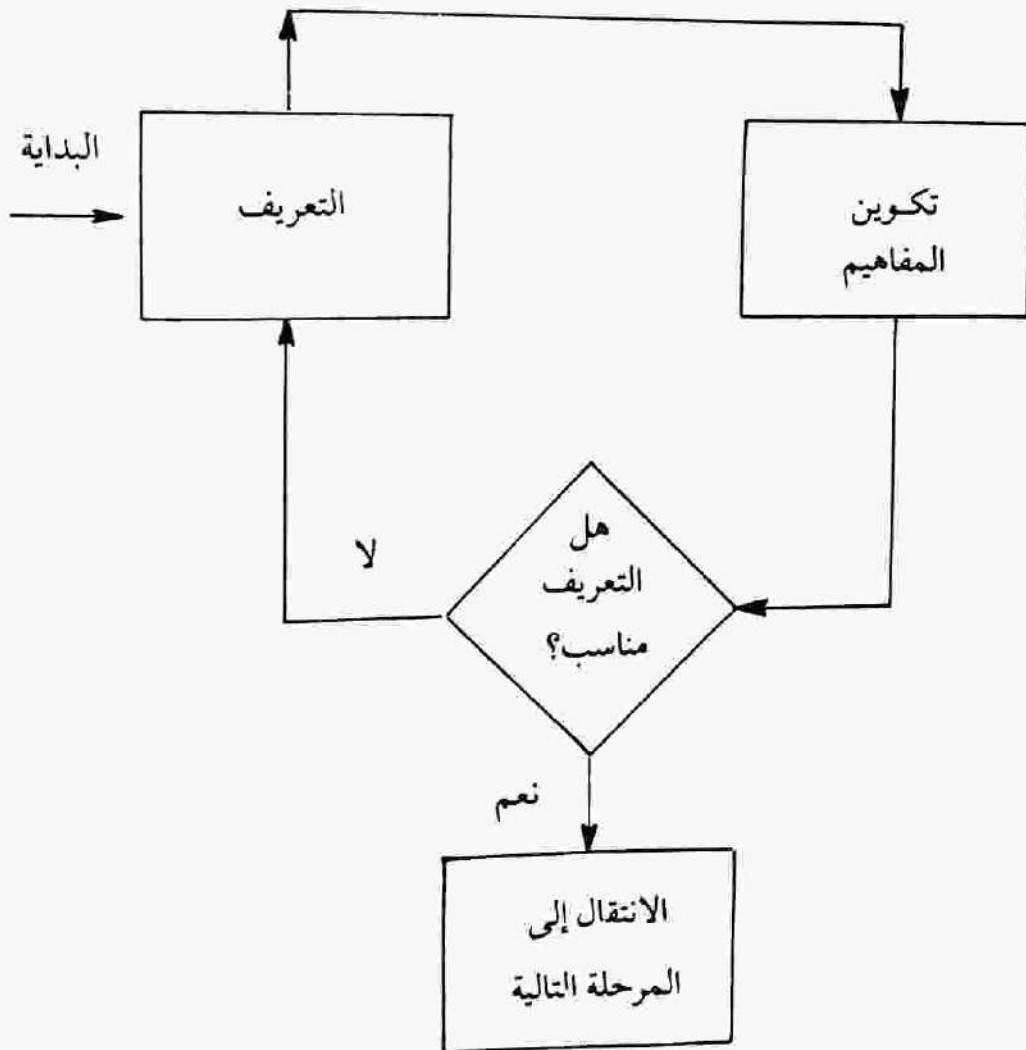 البداية
التعريف
تكوين
المفاهيم
هل
التعريف
مناسب؟
لا
نعم
الانتقال إلى
المرحلة التالية